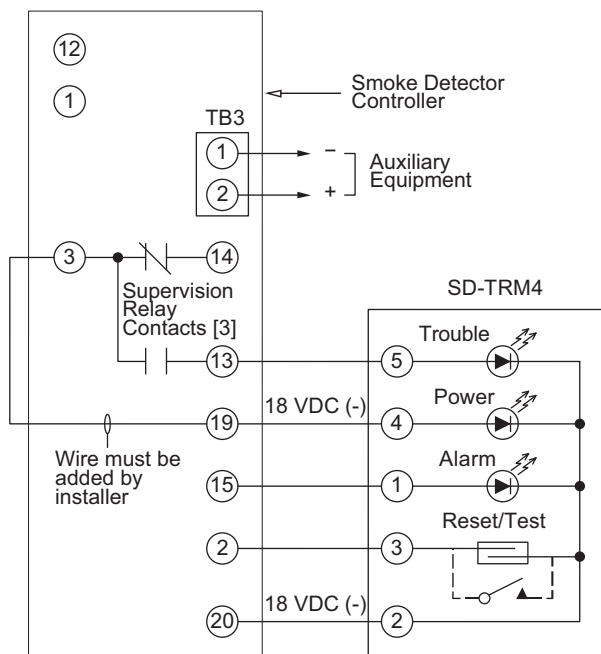 12
1
Smoke Detector
Controller
TB3
1
−
2
+
Auxiliary
Equipment
3
14
Supervision
Relay
Contacts [3]
13
SD-TRM4
Trouble
5
19
18 VDC (-)
4
Power
Wire must be
added by
installer
15
1
Alarm
2
3
Reset/Test
20
18 VDC (-)
2